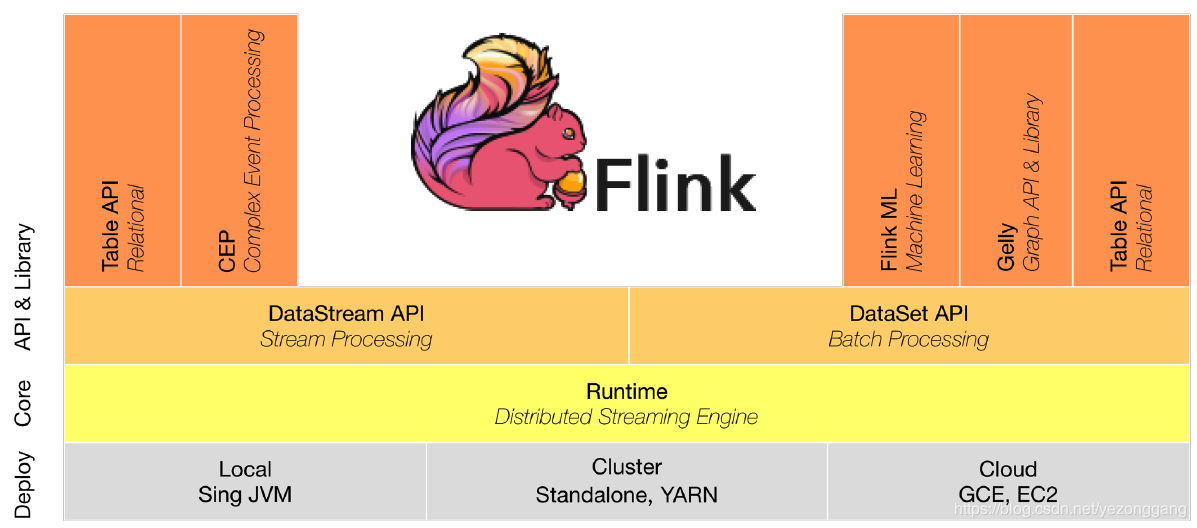 Table API
Relational
CEP
Complex Event Processing
Flink
Flink ML
Machine Learning
Gelly
Graph API & Library
Table API
Relational
API & Library
DataStream API
Stream Processing
DataSet API
Batch Processing
Core
Runtime
Distributed Streaming Engine
Deploy
Local
Sing JVM
Cluster
Standalone, YARN
Cloud
GCE, EC2
https://blog.csdn.net/yezonggang